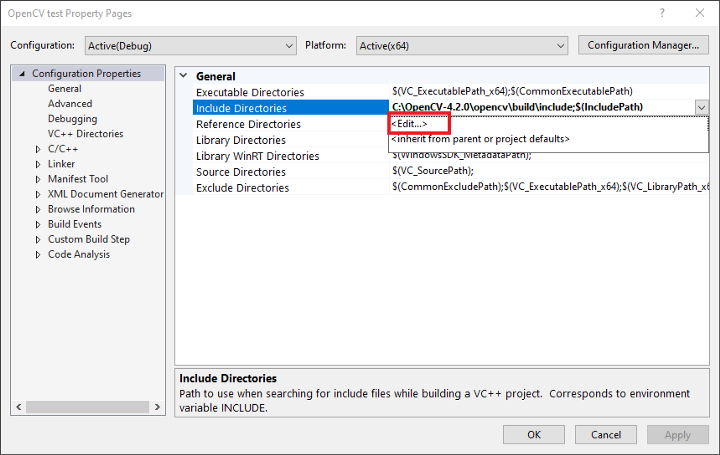 OpenCV test Property Pages
Configuration: Active(Debug) Platform: Active(x64) Configuration Manager...
Configuration Properties
General
Advanced
Debugging
VC++ Directories
C/C++
Linker
Manifest Tool
XML Document Generator
Browse Information
Build Events
Custom Build Step
Code Analysis
General
Executable Directories $(VC_ExecutablePath_x64);$(CommonExecutablePath)
Include Directories C:\OpenCV-4.2.0\opencv\build\include;$(IncludePath)
Reference Directories <Edit...>
Library Directories <inherit from parent or project defaults>
Library WinRT Directories $(WindowsSDK_MetadataPath);
Source Directories $(VC_SourcePath);
Exclude Directories $(CommonExcludePath);$(VC_ExecutablePath_x64);$(VC_LibraryPath_x6
Include Directories
Path to use when searching for include files while building a VC++ project. Corresponds to environment
variable INCLUDE.
OK Cancel Apply